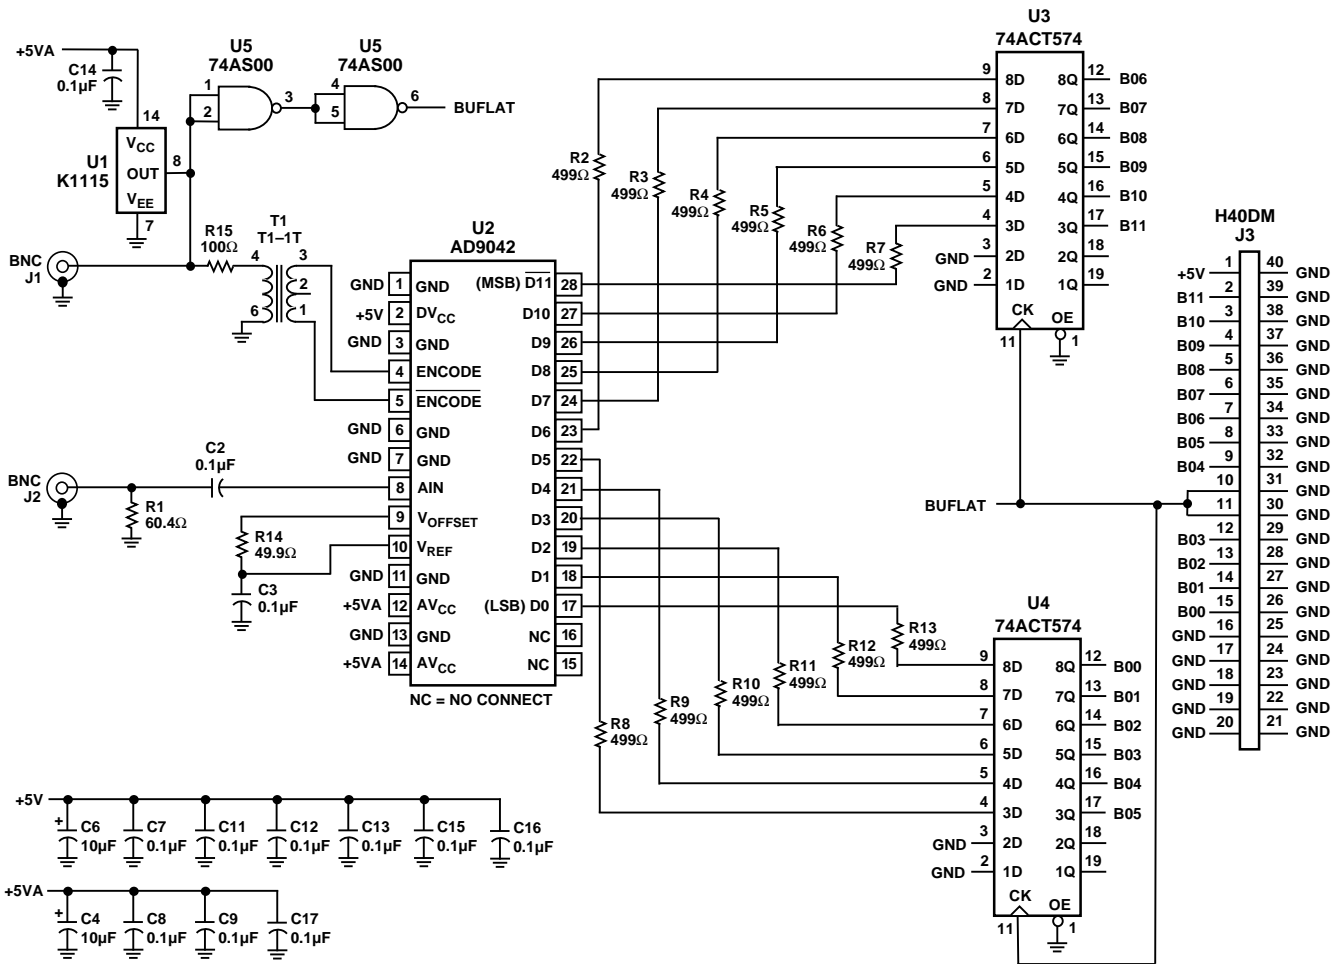 +5VA
C14
0.1µF
U5
74AS00
1
2
3
U5
74AS00
4
5
6
BUFLAT
14
VCC
OUT
VEE
8
7
U1
K1115
BNC
J1
R15
100Ω
T1
T1–1T
4
6
3
2
1
U2
AD9042
GND 1 GND
+5V 2 DVCC
GND 3 GND
4 ENCODE
5 E̅N̅C̅O̅D̅E̅
GND 6 GND
GND 7 GND
8 AIN
9 VOFFSET
10 VREF
GND 11 GND
+5VA 12 AVCC
GND 13 GND
+5VA 14 AVCC
(MSB) D̅1̅1̅ 28
D10 27
D9 26
D8 25
D7 24
D6 23
D5 22
D4 21
D3 20
D2 19
D1 18
(LSB) D0 17
NC 16
NC 15
NC = NO CONNECT
BNC
J2
R1
60.4Ω
C2
0.1µF
R14
49.9Ω
C3
0.1µF
R2
499Ω
R3
499Ω
R4
499Ω
R5
499Ω
R6
499Ω
R7
499Ω
R8
499Ω
R9
499Ω
R10
499Ω
R11
499Ω
R12
499Ω
R13
499Ω
U3
74ACT574
9 8D 8Q 12 B06
8 7D 7Q 13 B07
7 6D 6Q 14 B08
6 5D 5Q 15 B09
5 4D 4Q 16 B10
4 3D 3Q 17 B11
GND 3 2D 2Q 18
GND 2 1D 1Q 19
CK OE
11 1
BUFLAT
U4
74ACT574
9 8D 8Q 12 B00
8 7D 7Q 13 B01
7 6D 6Q 14 B02
6 5D 5Q 15 B03
5 4D 4Q 16 B04
4 3D 3Q 17 B05
GND 3 2D 2Q 18
GND 2 1D 1Q 19
CK OE
11 1
H40DM
J3
+5V 1 40 GND
B11 2 39 GND
B10 3 38 GND
B09 4 37 GND
B08 5 36 GND
B07 6 35 GND
B06 7 34 GND
B05 8 33 GND
B04 9 32 GND
10 31 GND
11 30 GND
B03 12 29 GND
B02 13 28 GND
B01 14 27 GND
B00 15 26 GND
GND 16 25 GND
GND 17 24 GND
GND 18 23 GND
GND 19 22 GND
GND 20 21 GND
+5V
+ C6
10µF
C7
0.1µF
C11
0.1µF
C12
0.1µF
C13
0.1µF
C15
0.1µF
C16
0.1µF
+5VA
+ C4
10µF
C8
0.1µF
C9
0.1µF
C17
0.1µF